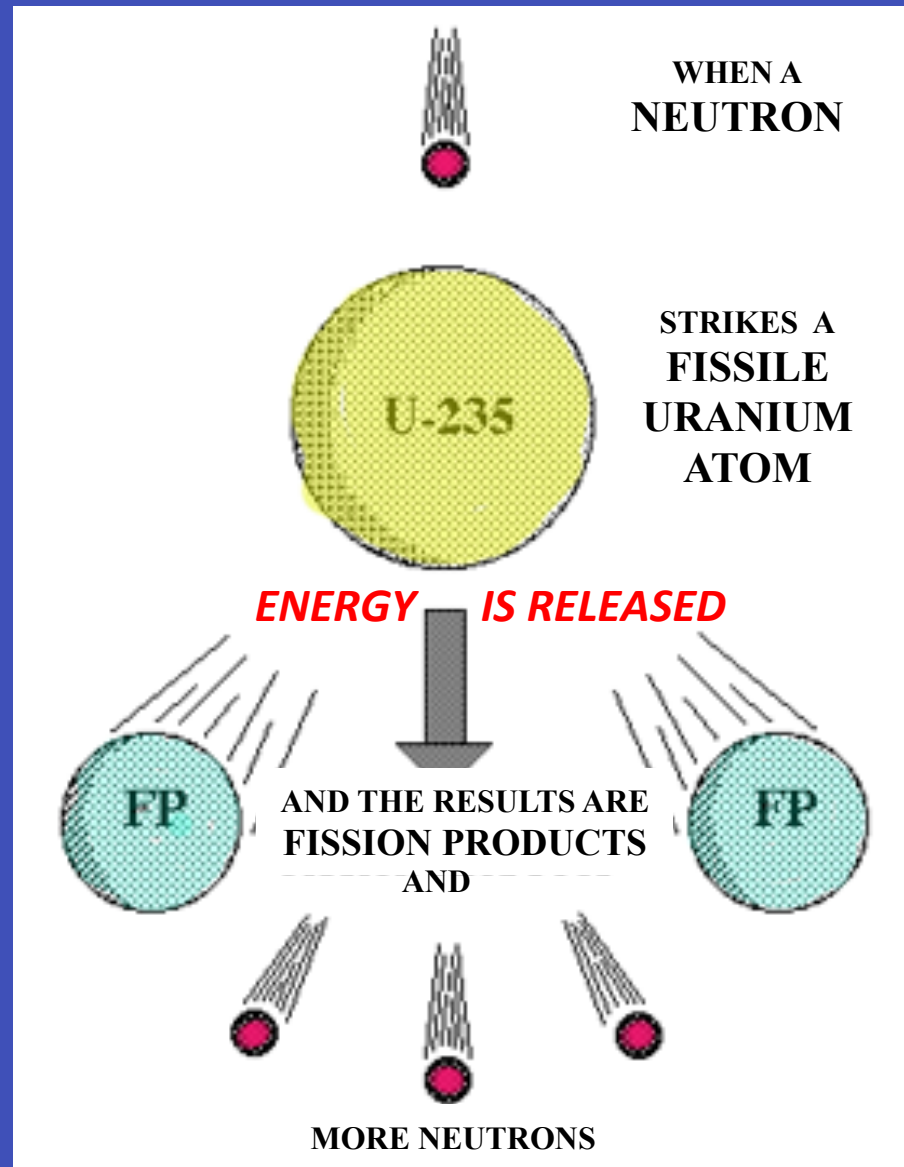 WHEN A
NEUTRON
U-235
STRIKES A
FISSILE
URANIUM
ATOM
ENERGY IS RELEASED
FP
AND THE RESULTS ARE
FISSION PRODUCTS
AND
FP
MORE NEUTRONS